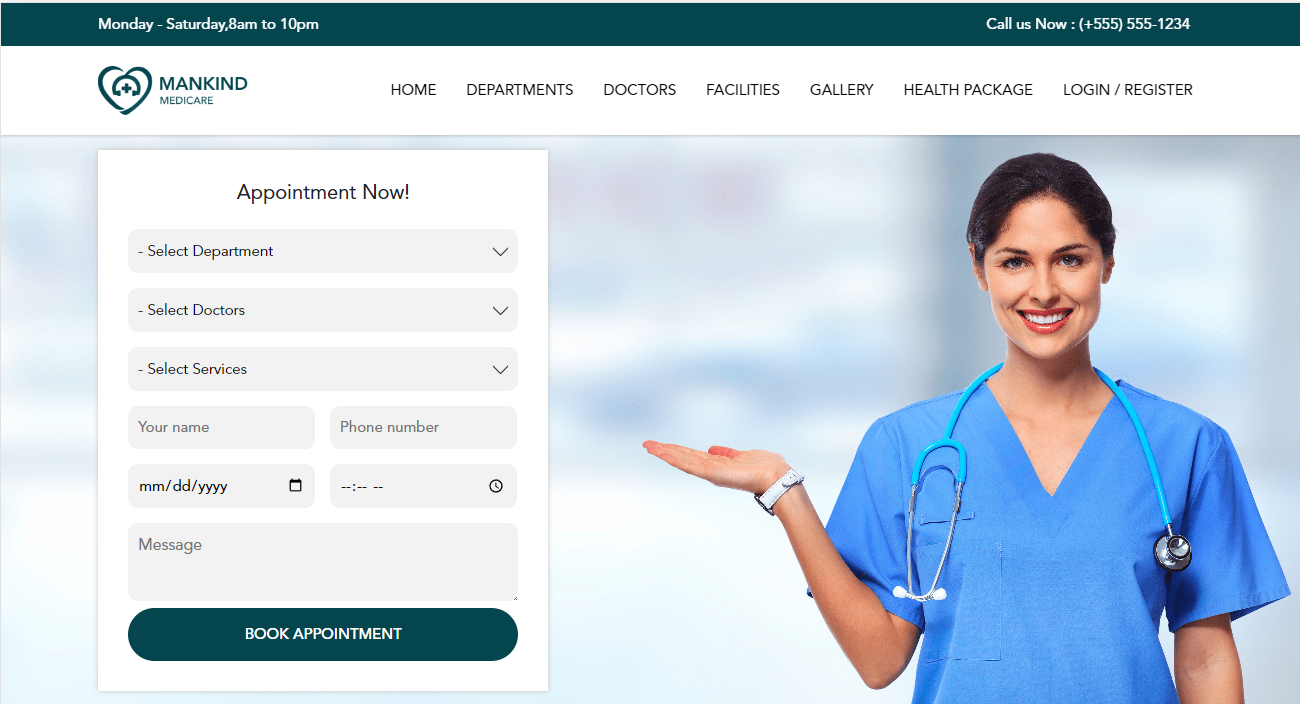 Monday - Saturday,8am to 10pm
Call us Now : (+555) 555-1234
MANKIND
MEDICARE
HOME DEPARTMENTS DOCTORS FACILITIES GALLERY HEALTH PACKAGE LOGIN / REGISTER
Appointment Now!
- Select Department
- Select Doctors
- Select Services
Your name
Phone number
mm/dd/yyyy
--:-- --
Message
BOOK APPOINTMENT